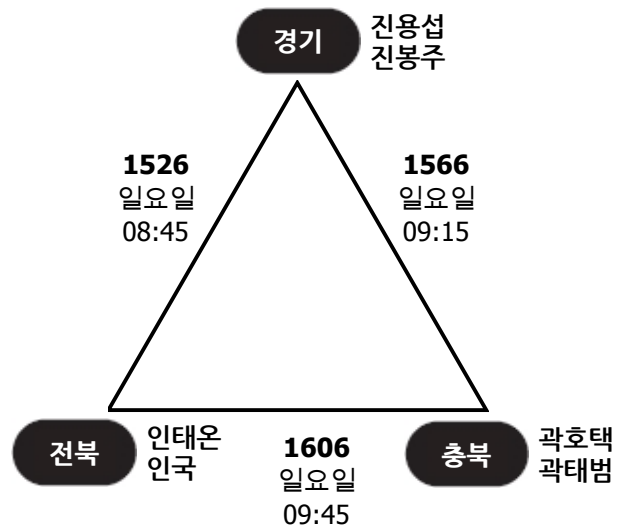 경기
진용섭
진봉주
1526
일요일
08:45
1566
일요일
09:15
전북
인태온
인국
1606
일요일
09:45
충북
곽호택
곽태범